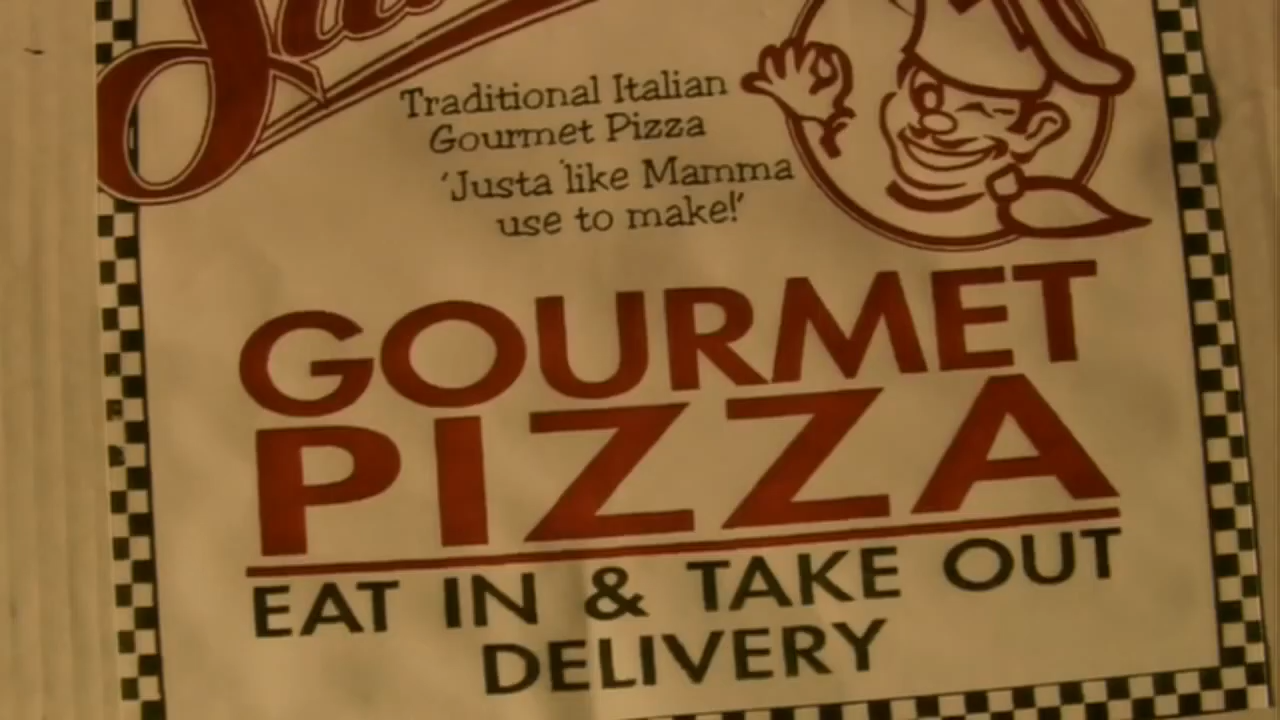 Traditional Italian
Gourmet Pizza
'Justa like Mamma
use to make!'
GOURMET
PIZZA
EAT IN & TAKE OUT
DELIVERY